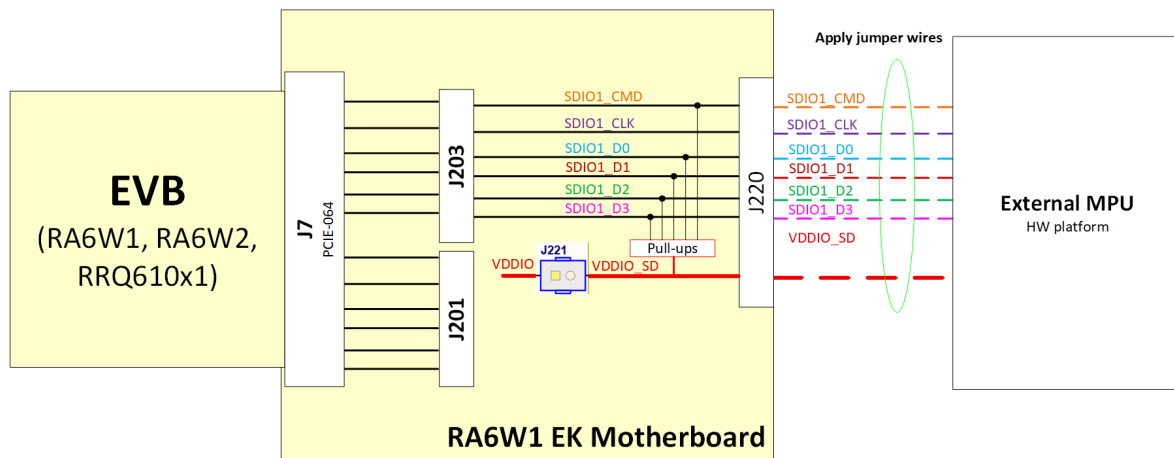 Apply jumper wires
EVB
(RA6W1, RA6W2,
RRQ610x1)
J7
PCIE-064
J203
J201
SDIO1_CMD
SDIO1_CLK
SDIO1_D0
SDIO1_D1
SDIO1_D2
SDIO1_D3
Pull-ups
J221
VDDIO
VDDIO_SD
J220
SDIO1_CMD
SDIO1_CLK
SDIO1_D0
SDIO1_D1
SDIO1_D2
SDIO1_D3
VDDIO_SD
External MPU
HW platform
RA6W1 EK Motherboard